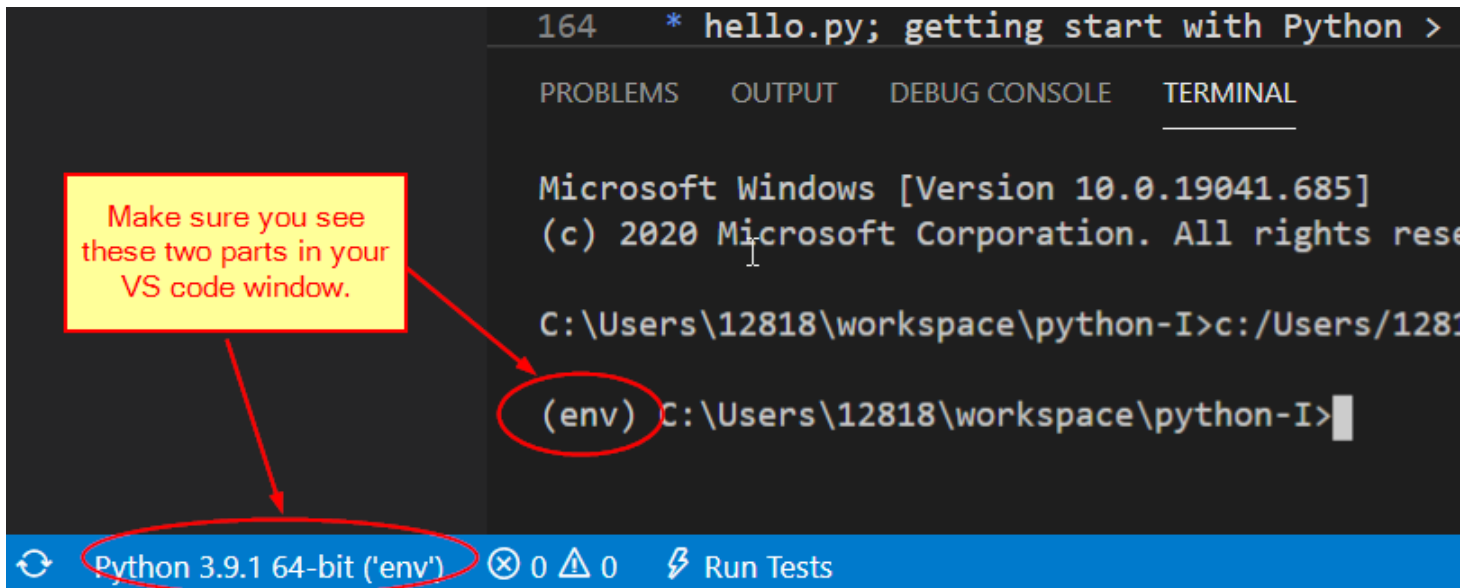 164 * hello.py; getting start with Python >
PROBLEMS OUTPUT DEBUG CONSOLE TERMINAL
Microsoft Windows [Version 10.0.19041.685]
(c) 2020 Microsoft Corporation. All rights rese
C:\Users\12818\workspace\python-I>c:/Users/1281
(env) C:\Users\12818\workspace\python-I>
Make sure you see
these two parts in your
VS code window.
Python 3.9.1 64-bit ('env') 0 0 Run Tests